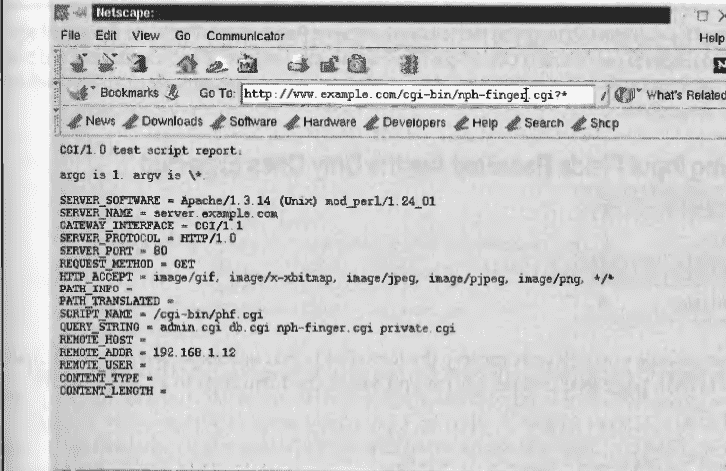 Netscape:
File Edit View Go Communicator Help
N
Bookmarks Go To: http://www.example.com/cgi-bin/nph-finger.cgi?* What's Related
News Downloads Software Hardware Developers Help Search Shop
CGI/1.0 test script report:
argc is 1. argv is \*.
SERVER_SOFTWARE = Apache/1.3.14 (Unix) mod_perl/1.24_01
SERVER_NAME = server.example.com
GATEWAY_INTERFACE = CGI/1.1
SERVER_PROTOCOL = HTTP/1.0
SERVER_PORT = 80
REQUEST_METHOD = GET
HTTP_ACCEPT = image/gif, image/x-xbitmap, image/jpeg, image/pjpeg, image/png, */*
PATH_INFO =
PATH_TRANSLATED =
SCRIPT_NAME = /cgi-bin/phf.cgi
QUERY_STRING = admin.cgi db.cgi nph-finger.cgi private.cgi
REMOTE_HOST =
REMOTE_ADDR = 192.168.1.12
REMOTE_USER =
CONTENT_TYPE =
CONTENT_LENGTH =